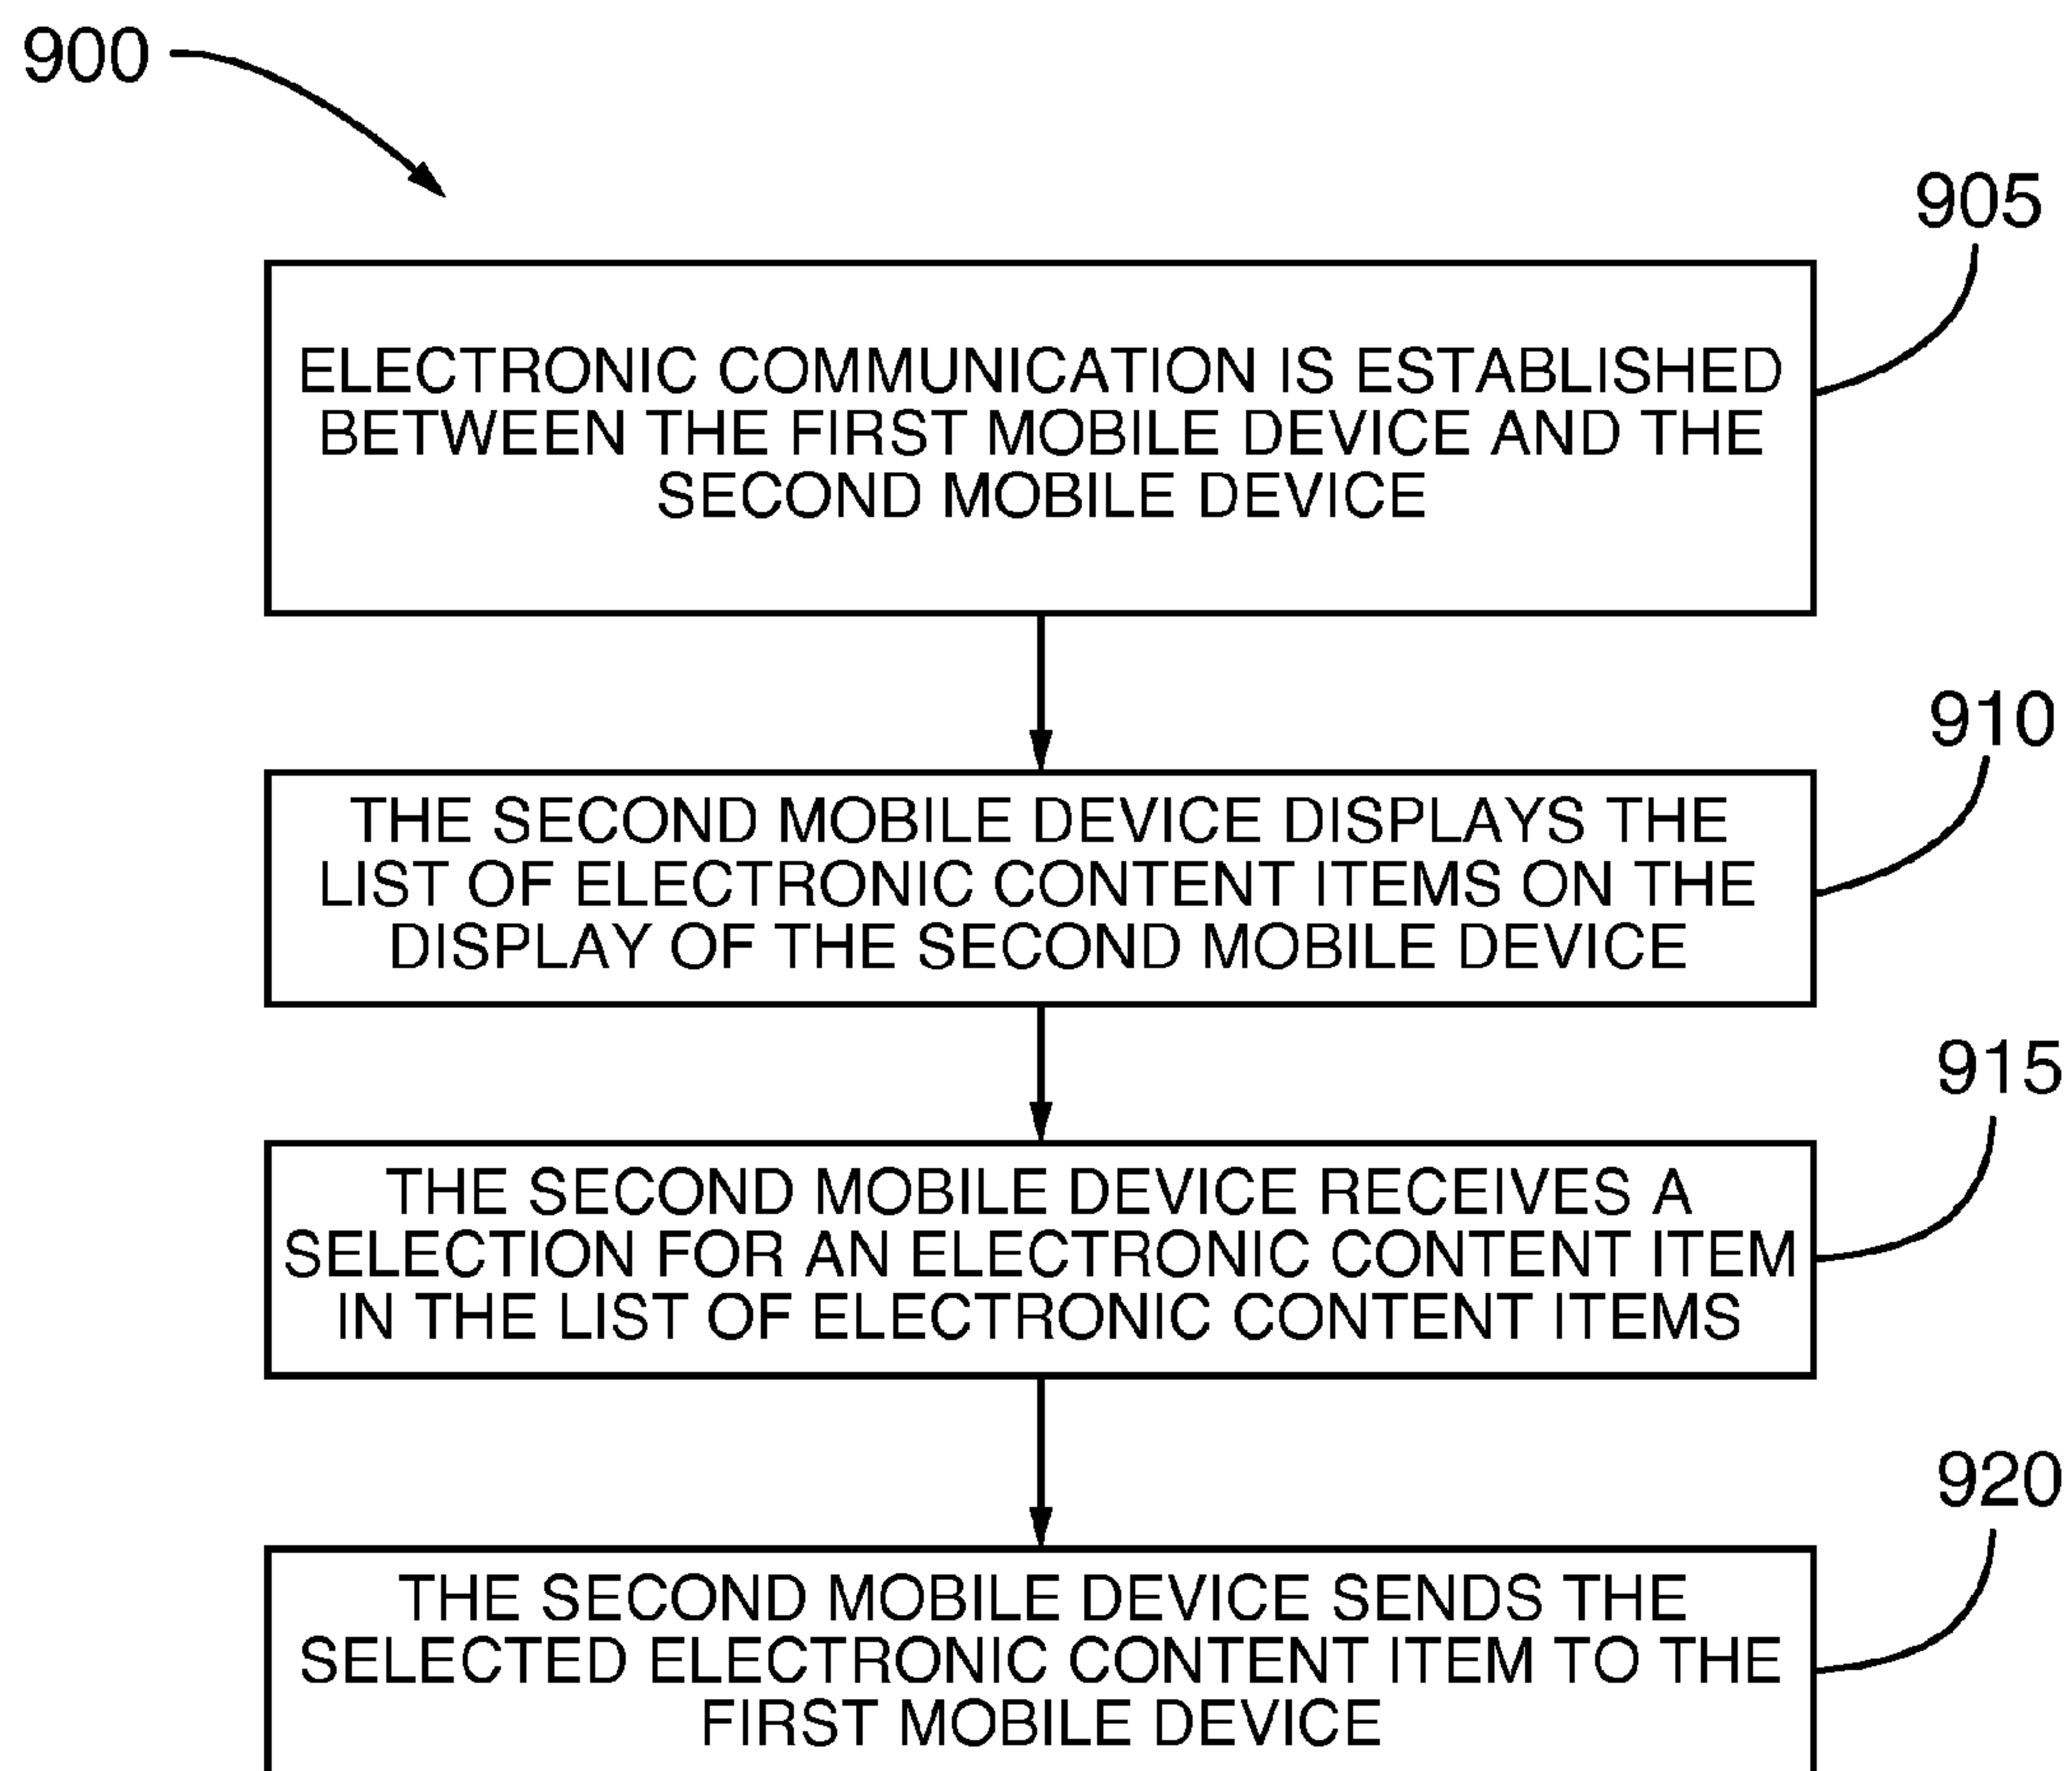 900
905
ELECTRONIC COMMUNICATION IS ESTABLISHED
BETWEEN THE FIRST MOBILE DEVICE AND THE
SECOND MOBILE DEVICE
910
THE SECOND MOBILE DEVICE DISPLAYS THE
LIST OF ELECTRONIC CONTENT ITEMS ON THE
DISPLAY OF THE SECOND MOBILE DEVICE
915
THE SECOND MOBILE DEVICE RECEIVES A
SELECTION FOR AN ELECTRONIC CONTENT ITEM
IN THE LIST OF ELECTRONIC CONTENT ITEMS
920
THE SECOND MOBILE DEVICE SENDS THE
SELECTED ELECTRONIC CONTENT ITEM TO THE
FIRST MOBILE DEVICE